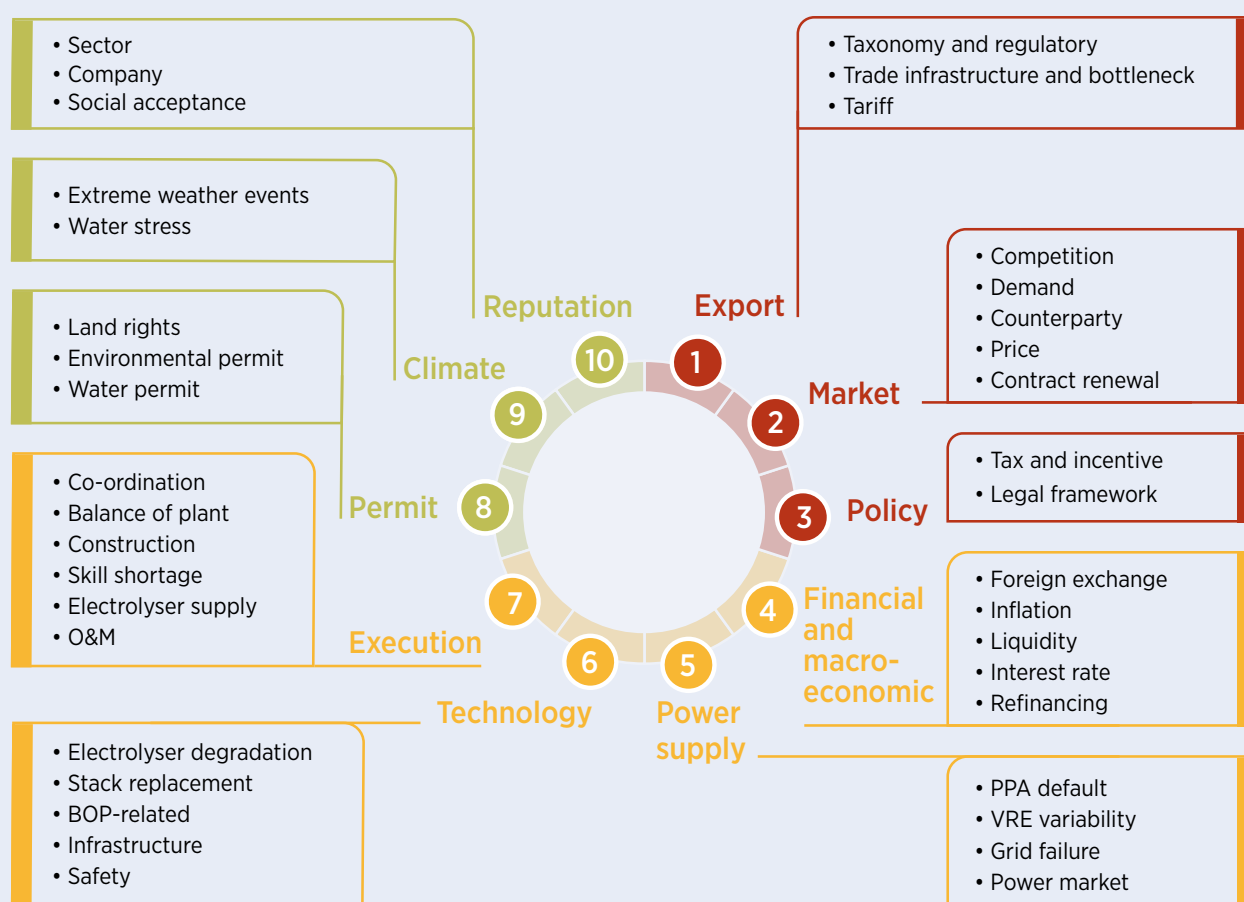 • Sector
• Company
• Social acceptance
• Taxonomy and regulatory
• Trade infrastructure and bottleneck
• Tariff
• Extreme weather events
• Water stress
• Competition
• Demand
• Counterparty
• Price
• Contract renewal
• Land rights
• Environmental permit
• Water permit
Reputation
Export
Climate
Market
Permit
Policy
10
1
9
2
8
3
7
4
6
5
• Tax and incentive
• Legal framework
• Co-ordination
• Balance of plant
• Construction
• Skill shortage
• Electrolyser supply
• O&M
Execution
Financial
and
macro-
economic
• Foreign exchange
• Inflation
• Liquidity
• Interest rate
• Refinancing
Technology
Power
supply
• Electrolyser degradation
• Stack replacement
• BOP-related
• Infrastructure
• Safety
• PPA default
• VRE variability
• Grid failure
• Power market